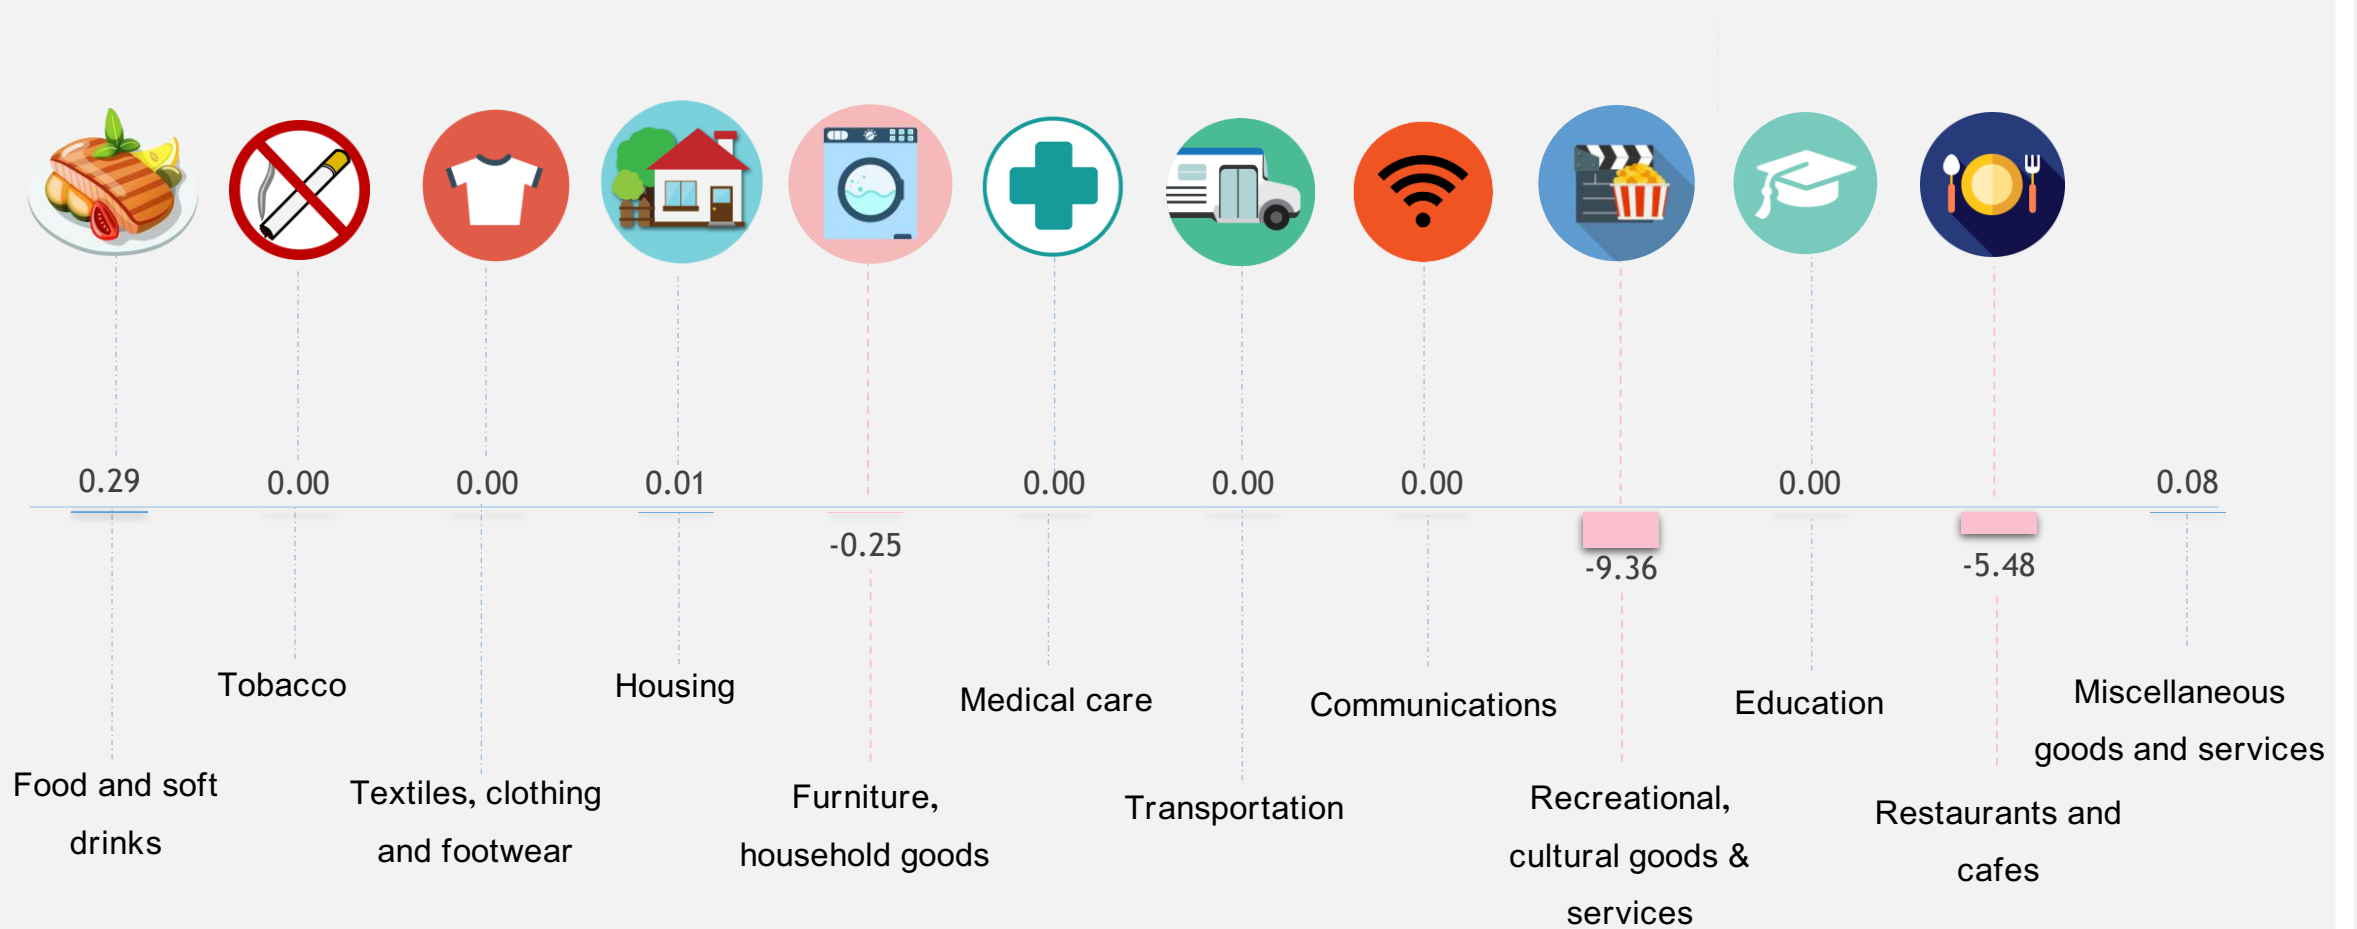 0.29
0.00
0.00
0.01
-0.25
0.00
0.00
0.00
-9.36
0.00
-5.48
0.08
Food and soft
drinks
Tobacco
Textiles, clothing
and footwear
Housing
Furniture,
household goods
Medical care
Transportation
Communications
Recreational,
cultural goods &
services
Education
Restaurants and
cafes
Miscellaneous
goods and services